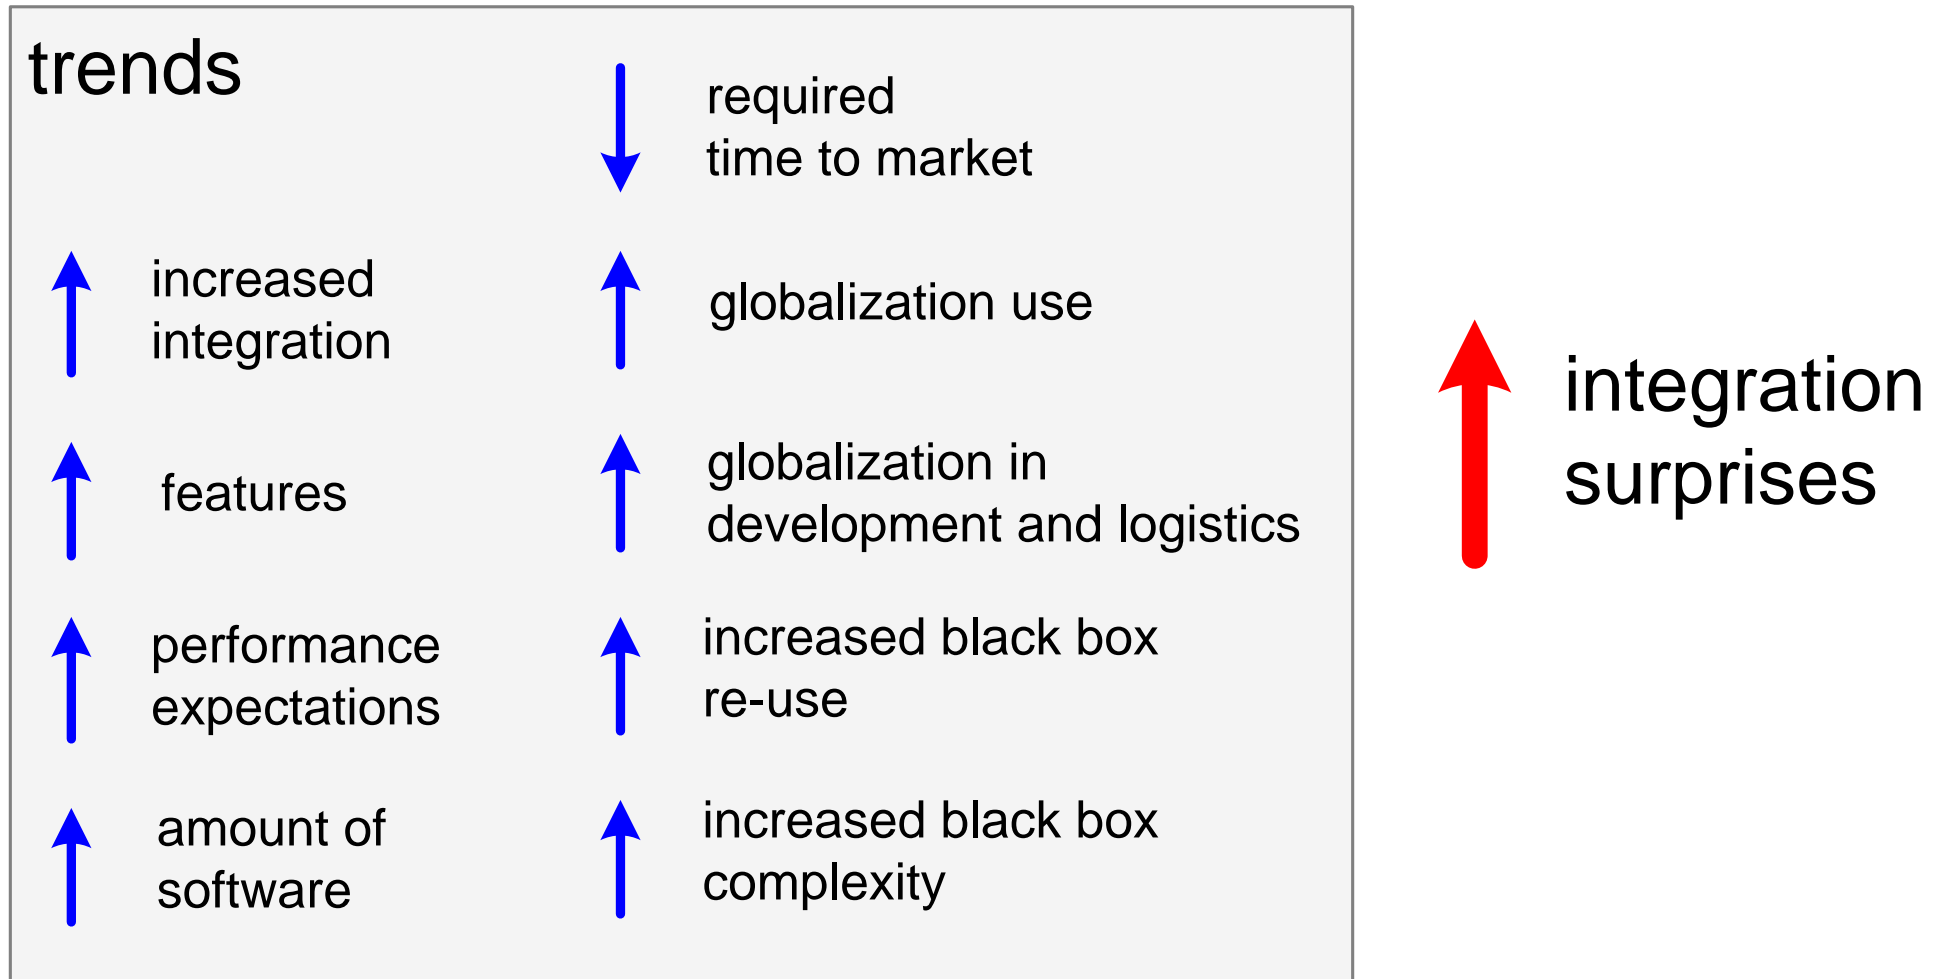 trends
required
time to market
increased
integration
globalization use
features
globalization in
development and logistics
performance
expectations
increased black box
re-use
amount of
software
increased black box
complexity
integration
surprises